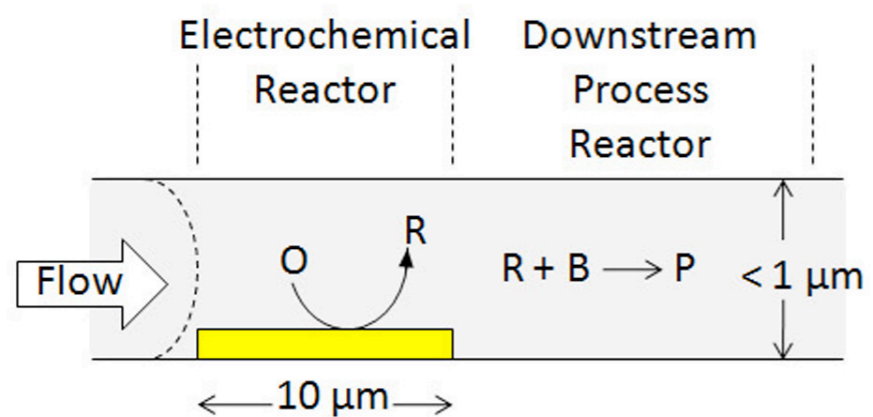 Electrochemical
Reactor
Downstream
Process
Reactor
Flow
O
R
R + B ⟶ P
< 1 μm
10 μm